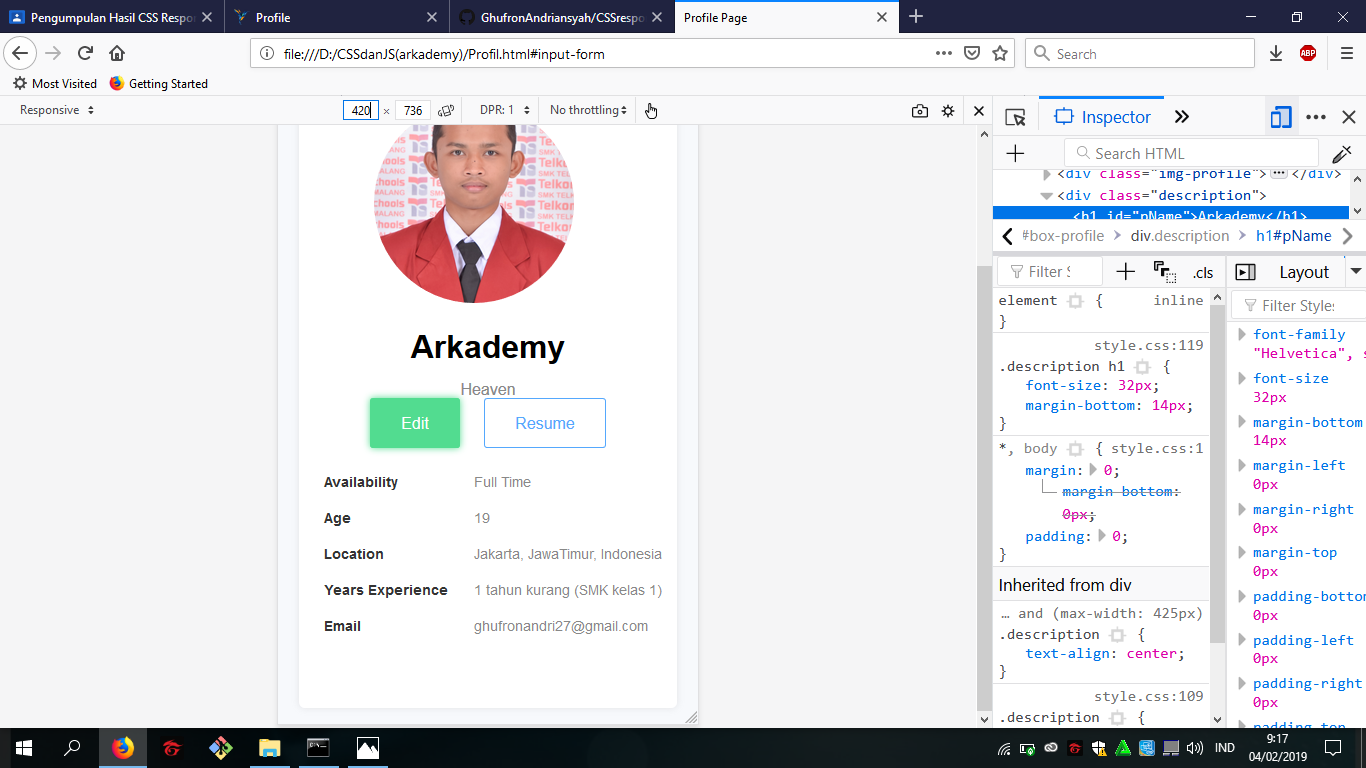 Pengumpulan Hasil CSS Respo
Profile
GhufronAndriansyah/CSSrespo
Profile Page
file:///D:/CSSdanJS(arkademy)/Profil.html#input-form
Search
ABP
Most Visited
Getting Started
Responsive
420 × 736
DPR: 1
No throttling
Inspector
Search HTML
<div class="img-profile"> ··· </div>
<div class="description">
<h1 id="pName">Arkademy</h1>
#box-profile > div.description > h1#pName
Filter S
+
.cls
Layout
Filter Styles
element { inline
}
style.css:119
.description h1 {
font-size: 32px;
margin-bottom: 14px;
}
*, body { style.css:1
margin: 0;
margin-bottom:
0px;
padding: 0;
}
Inherited from div
… and (max-width: 425px)
.description {
text-align: center;
}
style.css:109
.description {
font-family
"Helvetica", s
font-size
32px
margin-bottom
14px
margin-left
0px
margin-right
0px
margin-top
0px
padding-bottom
0px
padding-left
0px
padding-right
0px
padding-top
chools
MALANG
Telkom
SMK TELKOM
Arkademy
Heaven
Edit
Resume
Availability Full Time
Age 19
Location Jakarta, JawaTimur, Indonesia
Years Experience 1 tahun kurang (SMK kelas 1)
Email ghufronandri27@gmail.com
IND
9:17
04/02/2019